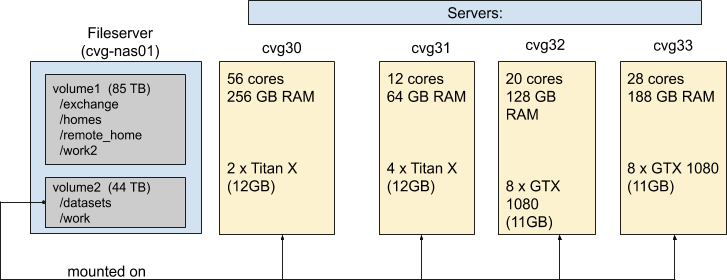 Servers:
Fileserver
(cvg-nas01)
volume1  (85 TB)
/exchange
/homes
/remote_home
/work2
volume2  (44 TB)
/datasets
/work
cvg30
56 cores
256 GB RAM
2 x Titan X
(12GB)
cvg31
12 cores
64 GB RAM
4 x Titan X
(12GB)
cvg32
20 cores
128 GB
RAM
8 x GTX
1080
(11GB)
cvg33
28 cores
188 GB RAM
8 x GTX 1080
(11GB)
mounted on